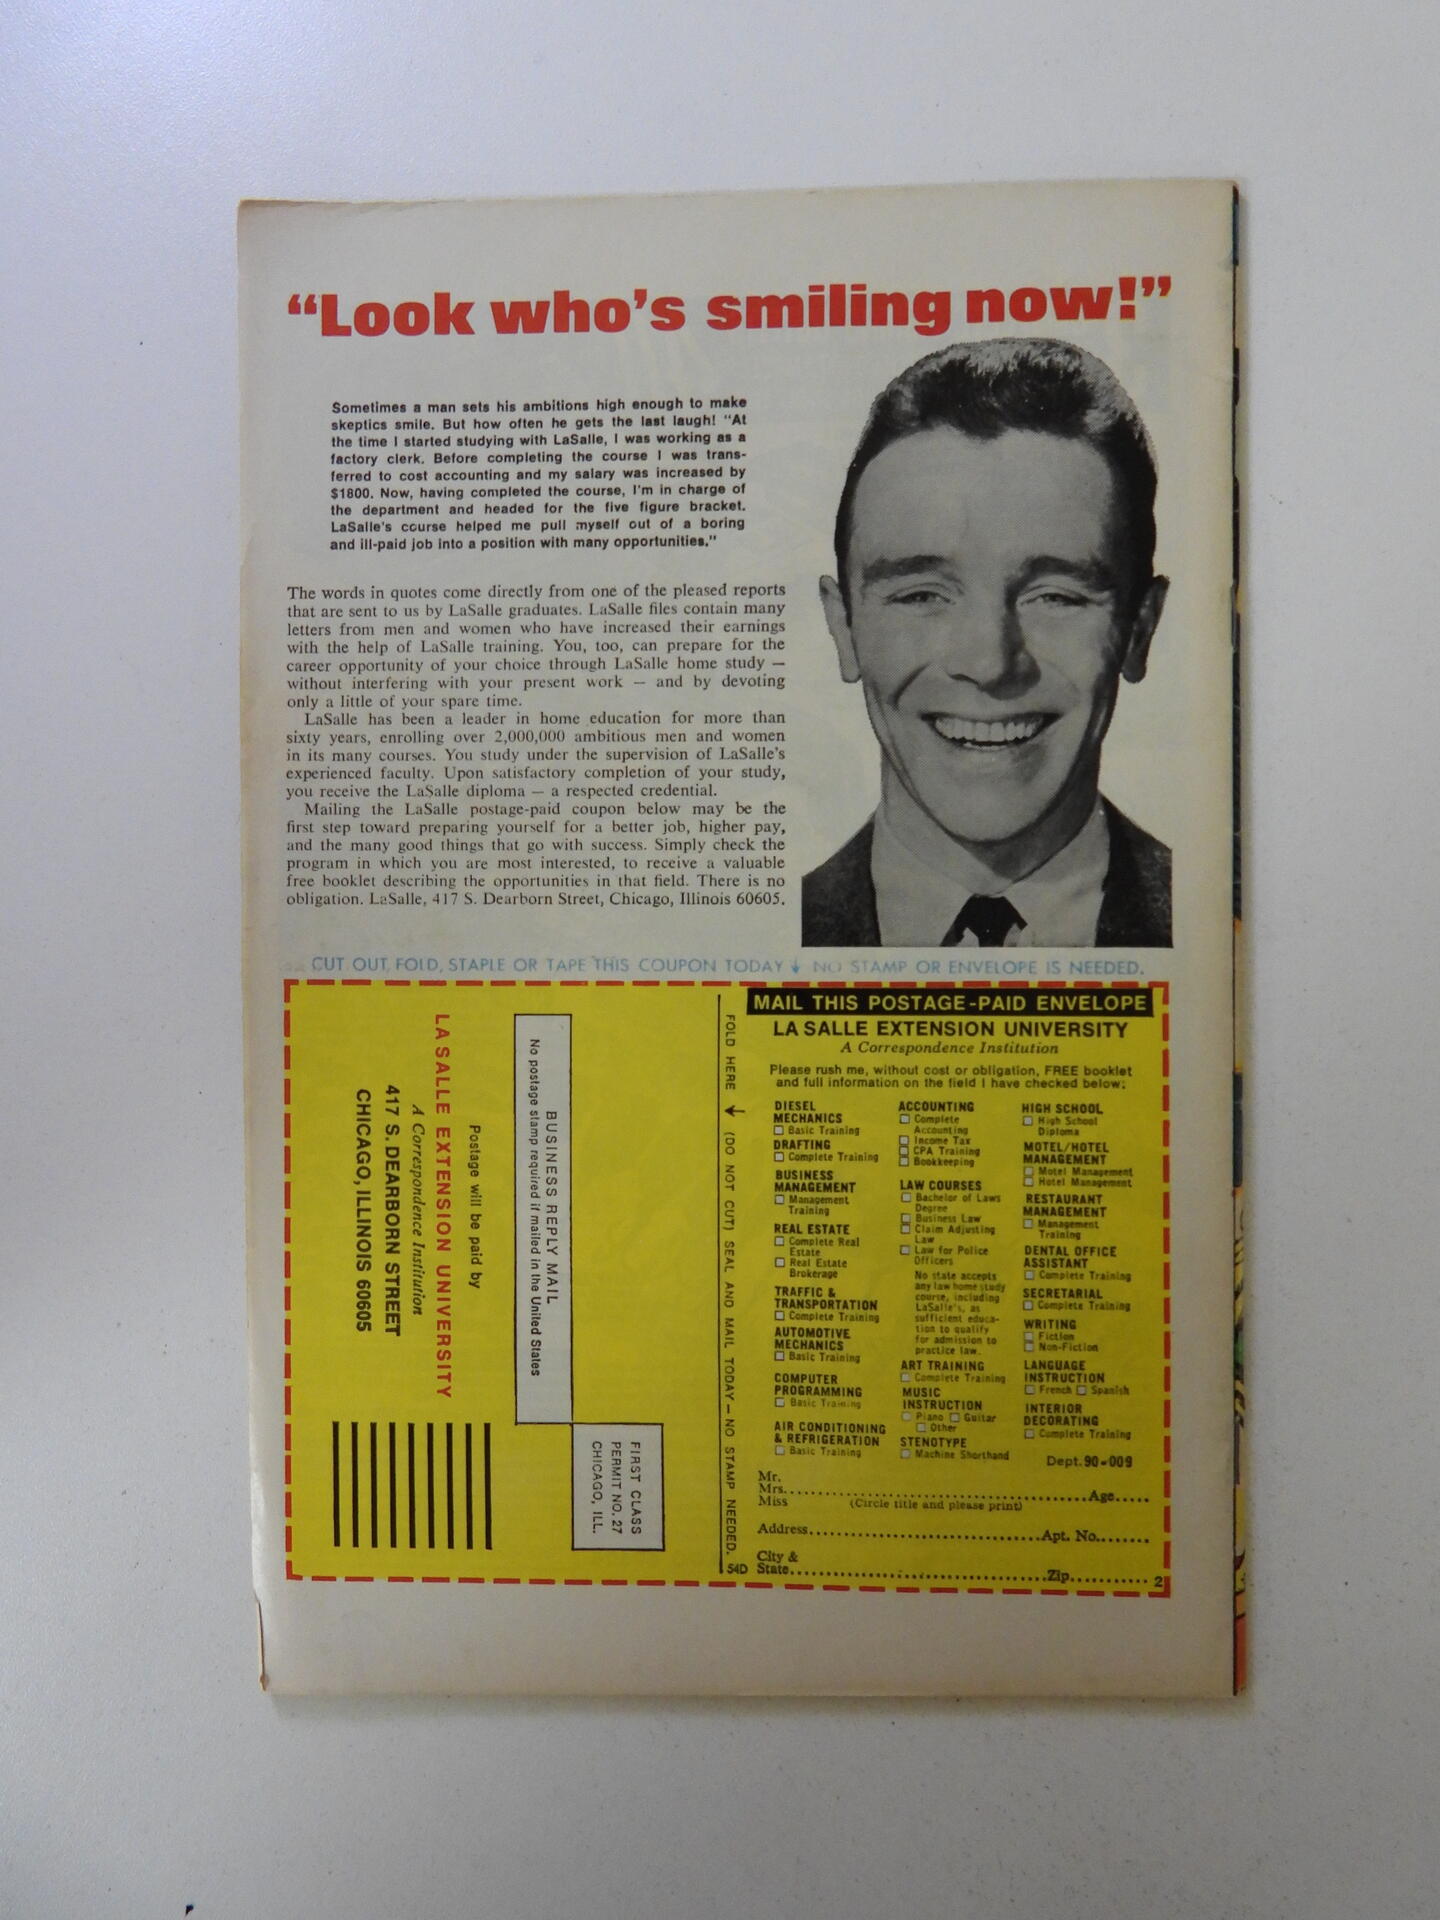 “Look who’s smiling now!”
Sometimes a man sets his ambitions high enough to make
skeptics smile. But how often he gets the last laugh! “At
the time I started studying with LaSalle, I was working as a
factory clerk. Before completing the course I was trans-
ferred to cost accounting and my salary was increased by
$1800. Now, having completed the course, I’m in charge of
the department and headed for the five figure bracket.
LaSalle’s course helped me pull myself out of a boring
and ill-paid job into a position with many opportunities.”
The words in quotes come directly from one of the pleased reports
that are sent to us by LaSalle graduates. LaSalle files contain many
letters from men and women who have increased their earnings
with the help of LaSalle training. You, too, can prepare for the
career opportunity of your choice through LaSalle home study —
without interfering with your present work — and by devoting
only a little of your spare time.
LaSalle has been a leader in home education for more than
sixty years, enrolling over 2,000,000 ambitious men and women
in its many courses. You study under the supervision of LaSalle’s
experienced faculty. Upon satisfactory completion of your study,
you receive the LaSalle diploma — a respected credential.
Mailing the LaSalle postage-paid coupon below may be the
first step toward preparing yourself for a better job, higher pay,
and the many good things that go with success. Simply check the
program in which you are most interested, to receive a valuable
free booklet describing the opportunities in that field. There is no
obligation. LaSalle, 417 S. Dearborn Street, Chicago, Illinois 60605.
CUT OUT, FOLD, STAPLE OR TAPE THIS COUPON TODAY ↓ NO STAMP OR ENVELOPE IS NEEDED.
FIRST CLASS
PERMIT NO. 27
CHICAGO, ILL.
BUSINESS REPLY MAIL
No postage stamp required if mailed in the United States
Postage will be paid by
LASALLE EXTENSION UNIVERSITY
A Correspondence Institution
417 S. DEARBORN STREET
CHICAGO, ILLINOIS 60605
FOLD HERE → (DO NOT CUT) SEAL AND MAIL TODAY — NO STAMP NEEDED.
54D
MAIL THIS POSTAGE-PAID ENVELOPE
LA SALLE EXTENSION UNIVERSITY
A Correspondence Institution
Please rush me, without cost or obligation, FREE booklet
and full information on the field I have checked below:
DIESEL
MECHANICS
☐ Basic Training
DRAFTING
☐ Complete Training
BUSINESS
MANAGEMENT
☐ Management
Training
REAL ESTATE
☐ Complete Real
Estate
☐ Real Estate
Brokerage
TRAFFIC &
TRANSPORTATION
☐ Complete Training
AUTOMOTIVE
MECHANICS
☐ Basic Training
COMPUTER
PROGRAMMING
☐ Basic Training
AIR CONDITIONING
& REFRIGERATION
☐ Basic Training
ACCOUNTING
☐ Complete
Accounting
☐ Income Tax
☐ CPA Training
☐ Bookkeeping
LAW COURSES
☐ Bachelor of Laws
Degree
☐ Business Law
☐ Claim Adjusting
Law
☐ Law for Police
Officers
No state accepts
any law home study
course, including
LaSalle’s, as
sufficient educa-
tion to qualify
for admission to
practice law.
ART TRAINING
☐ Complete Training
MUSIC
INSTRUCTION
☐ Piano ☐ Guitar
☐ Other
STENOTYPE
☐ Machine Shorthand
HIGH SCHOOL
☐ High School
Diploma
MOTEL/HOTEL
MANAGEMENT
☐ Motel Management
☐ Hotel Management
RESTAURANT
MANAGEMENT
☐ Management
Training
DENTAL OFFICE
ASSISTANT
☐ Complete Training
SECRETARIAL
☐ Complete Training
WRITING
☐ Fiction
☐ Non-Fiction
LANGUAGE
INSTRUCTION
☐ French ☐ Spanish
INTERIOR
DECORATING
☐ Complete Training
Dept. 90-009
Mr.
Mrs. Age
Miss (Circle title and please print)
Address Apt. No.
City &
State Zip 2